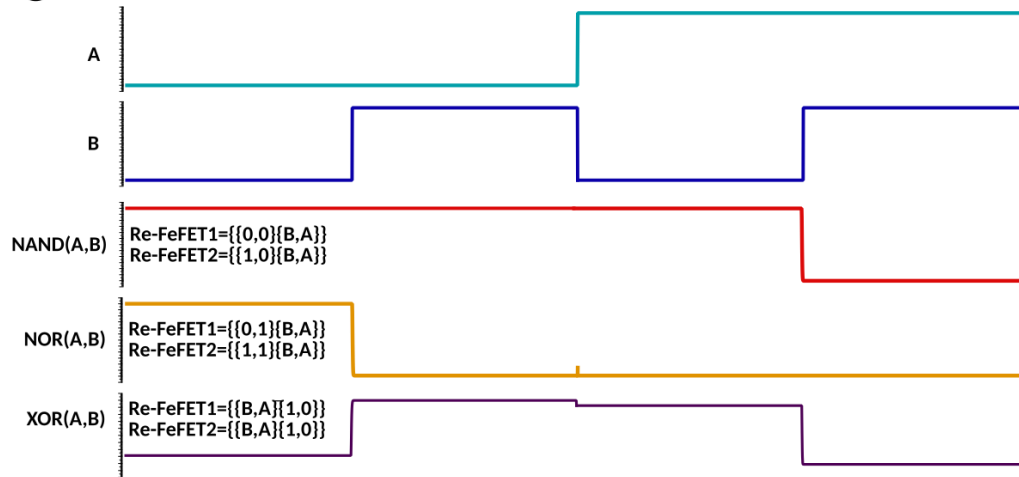 A
B
NAND(A,B)
Re-FeFET1={{0,0}{B,A}}
Re-FeFET2={{1,0}{B,A}}
NOR(A,B)
Re-FeFET1={{0,1}{B,A}}
Re-FeFET2={{1,1}{B,A}}
XOR(A,B)
Re-FeFET1={{B,A}{1,0}}
Re-FeFET2={{B,A}{1,0}}